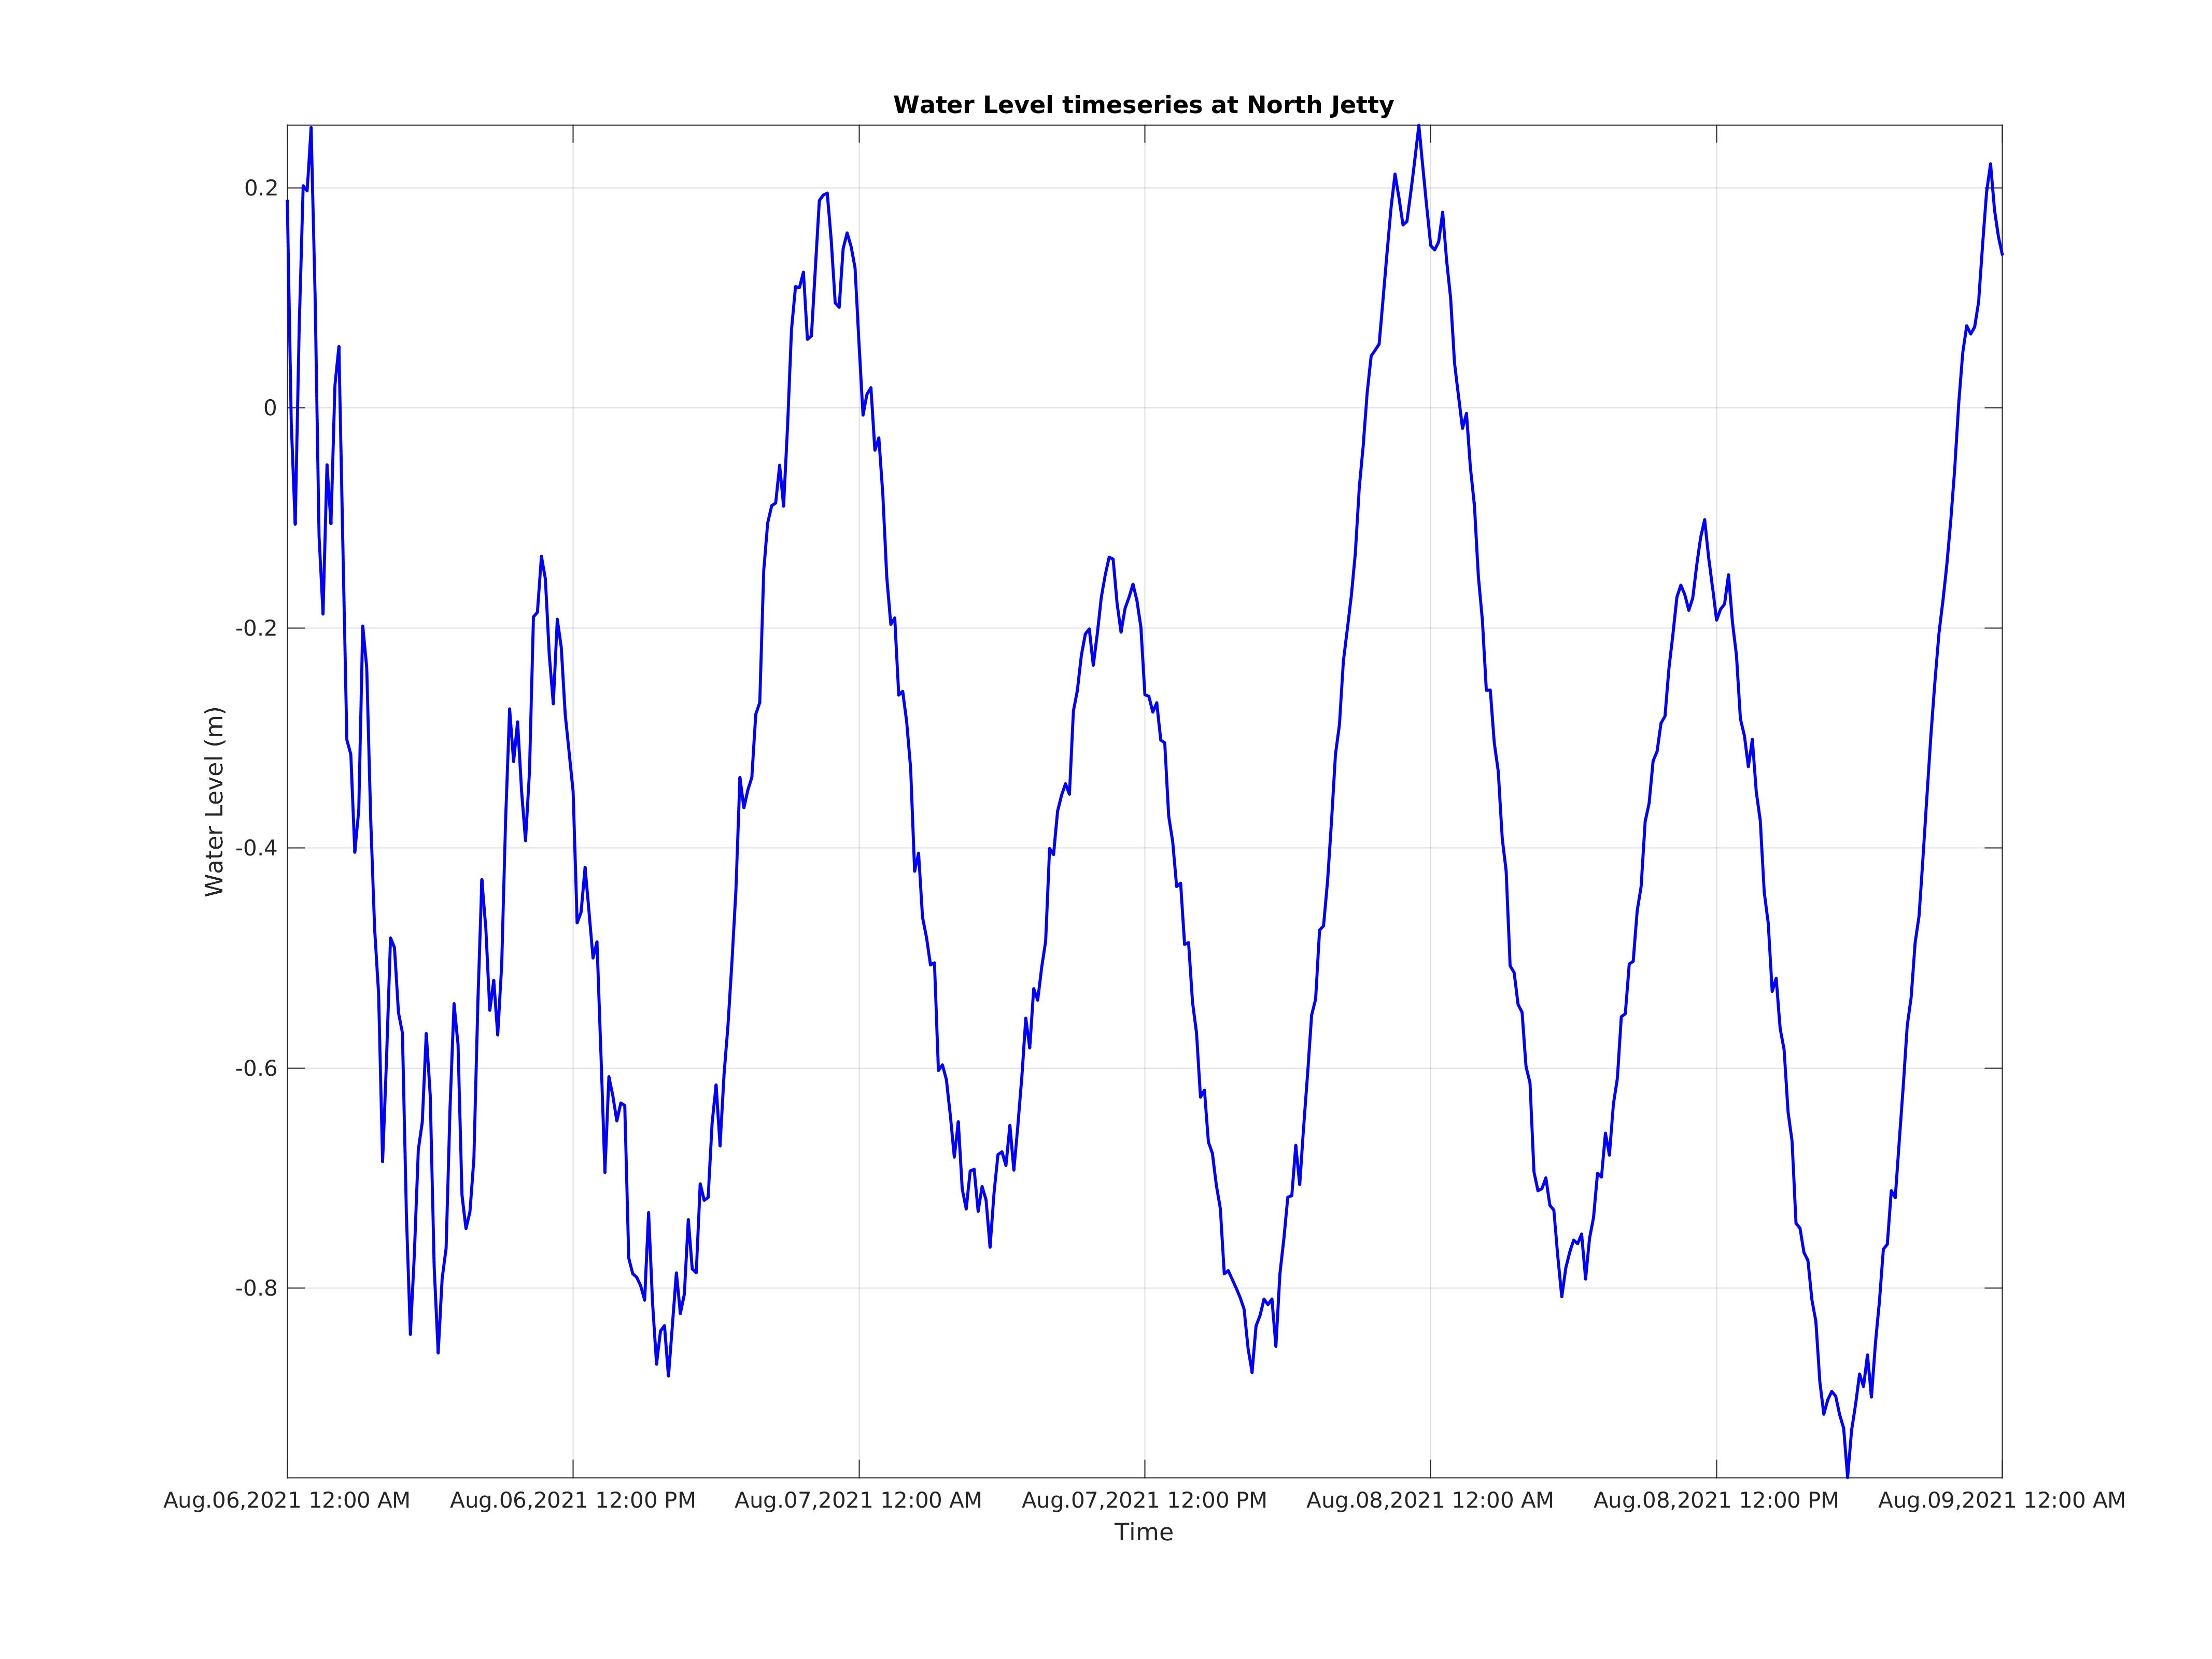 Water Level timeseries at North Jetty
0.2
0
-0.2
-0.4
-0.6
-0.8
Water Level (m)
Aug.06,2021 12:00 AM Aug.06,2021 12:00 PM Aug.07,2021 12:00 AM Aug.07,2021 12:00 PM Aug.08,2021 12:00 AM Aug.08,2021 12:00 PM Aug.09,2021 12:00 AM
Time